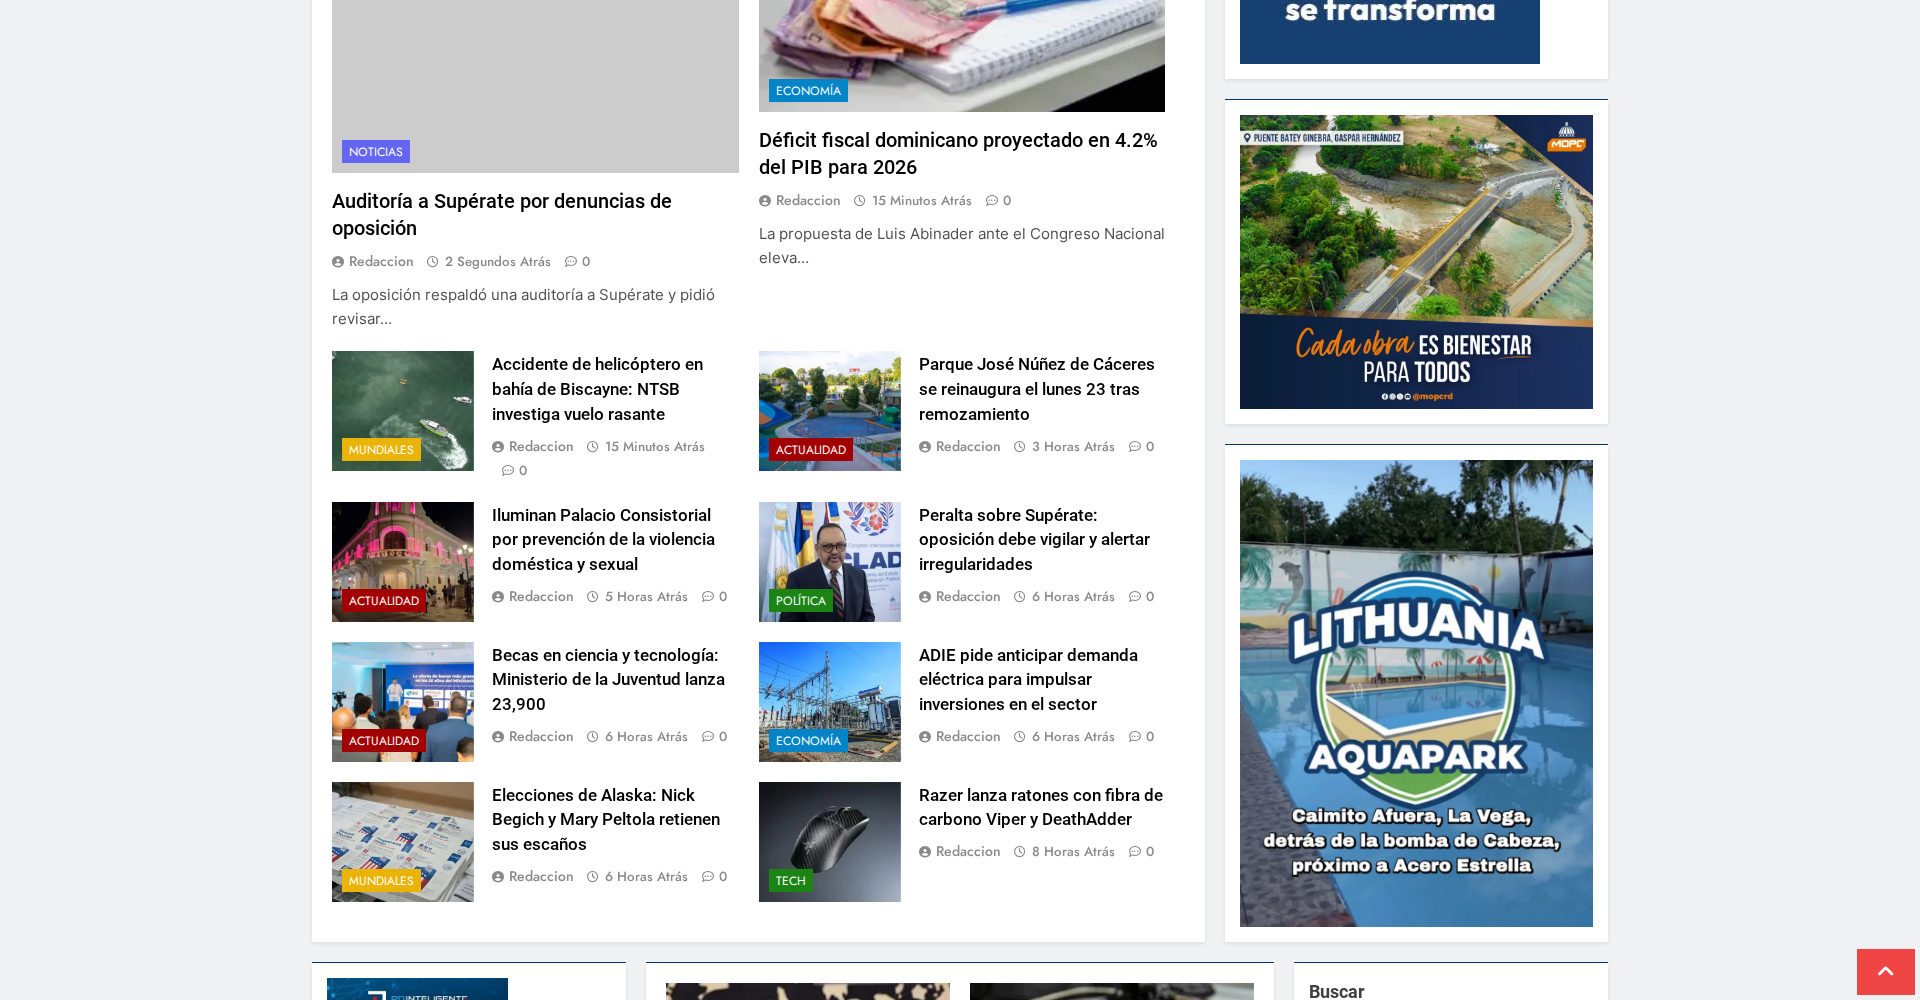 se transforma
NOTICIAS
Auditoría a Supérate por denuncias de
oposición
Redaccion 2 Segundos Atrás 0
La oposición respaldó una auditoría a Supérate y pidió
revisar...
ECONOMÍA
Déficit fiscal dominicano proyectado en 4.2%
del PIB para 2026
Redaccion 15 Minutos Atrás 0
La propuesta de Luis Abinader ante el Congreso Nacional
eleva...
MUNDIALES
Accidente de helicóptero en
bahía de Biscayne: NTSB
investiga vuelo rasante
Redaccion 15 Minutos Atrás
0
ACTUALIDAD
Parque José Núñez de Cáceres
se reinaugura el lunes 23 tras
remozamiento
Redaccion 3 Horas Atrás 0
ACTUALIDAD
Iluminan Palacio Consistorial
por prevención de la violencia
doméstica y sexual
Redaccion 5 Horas Atrás 0
CLAD
POLÍTICA
Peralta sobre Supérate:
oposición debe vigilar y alertar
irregularidades
Redaccion 6 Horas Atrás 0
ACTUALIDAD
Becas en ciencia y tecnología:
Ministerio de la Juventud lanza
23,900
Redaccion 6 Horas Atrás 0
ECONOMÍA
ADIE pide anticipar demanda
eléctrica para impulsar
inversiones en el sector
Redaccion 6 Horas Atrás 0
MUNDIALES
Elecciones de Alaska: Nick
Begich y Mary Peltola retienen
sus escaños
Redaccion 6 Horas Atrás 0
TECH
Razer lanza ratones con fibra de
carbono Viper y DeathAdder
Redaccion 8 Horas Atrás 0
PUENTE BATEY GINEBRA, GASPAR HERNÁNDEZ
MOPC
Cada obra ES BIENESTAR
PARA TODOS
@mopcrd
LITHUANIA
AQUAPARK
Caimito Afuera, La Vega,
detrás de la bomba de Cabeza,
próximo a Acero Estrella
RDINTELIGENTE
Buscar